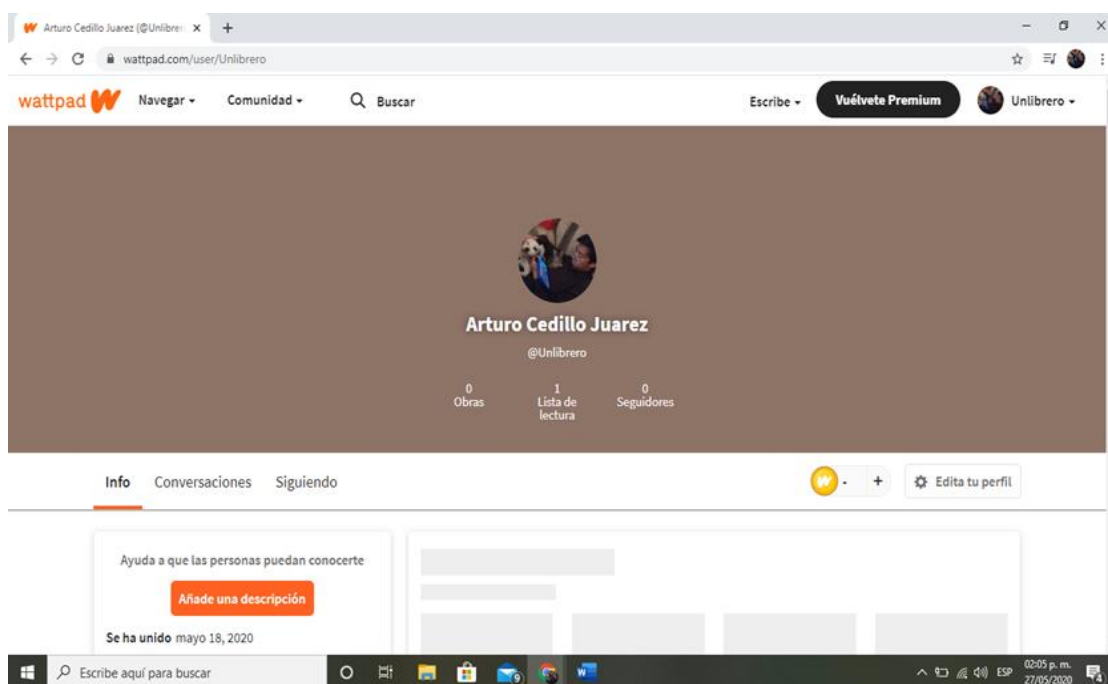 Arturo Cedillo Juarez (@Unlibrer
wattpad.com/user/Unlibrero
wattpad Navegar Comunidad Buscar Escribe Vuélvete Premium Unlibrero
Arturo Cedillo Juarez
@Unlibrero
0 1 0
Obras Lista de Seguidores
lectura
Info Conversaciones Siguiendo - + Edita tu perfil
Ayuda a que las personas puedan conocerte
Añade una descripción
Se ha unido mayo 18, 2020
Escribe aquí para buscar ESP 02:05 p. m.
27/05/2020